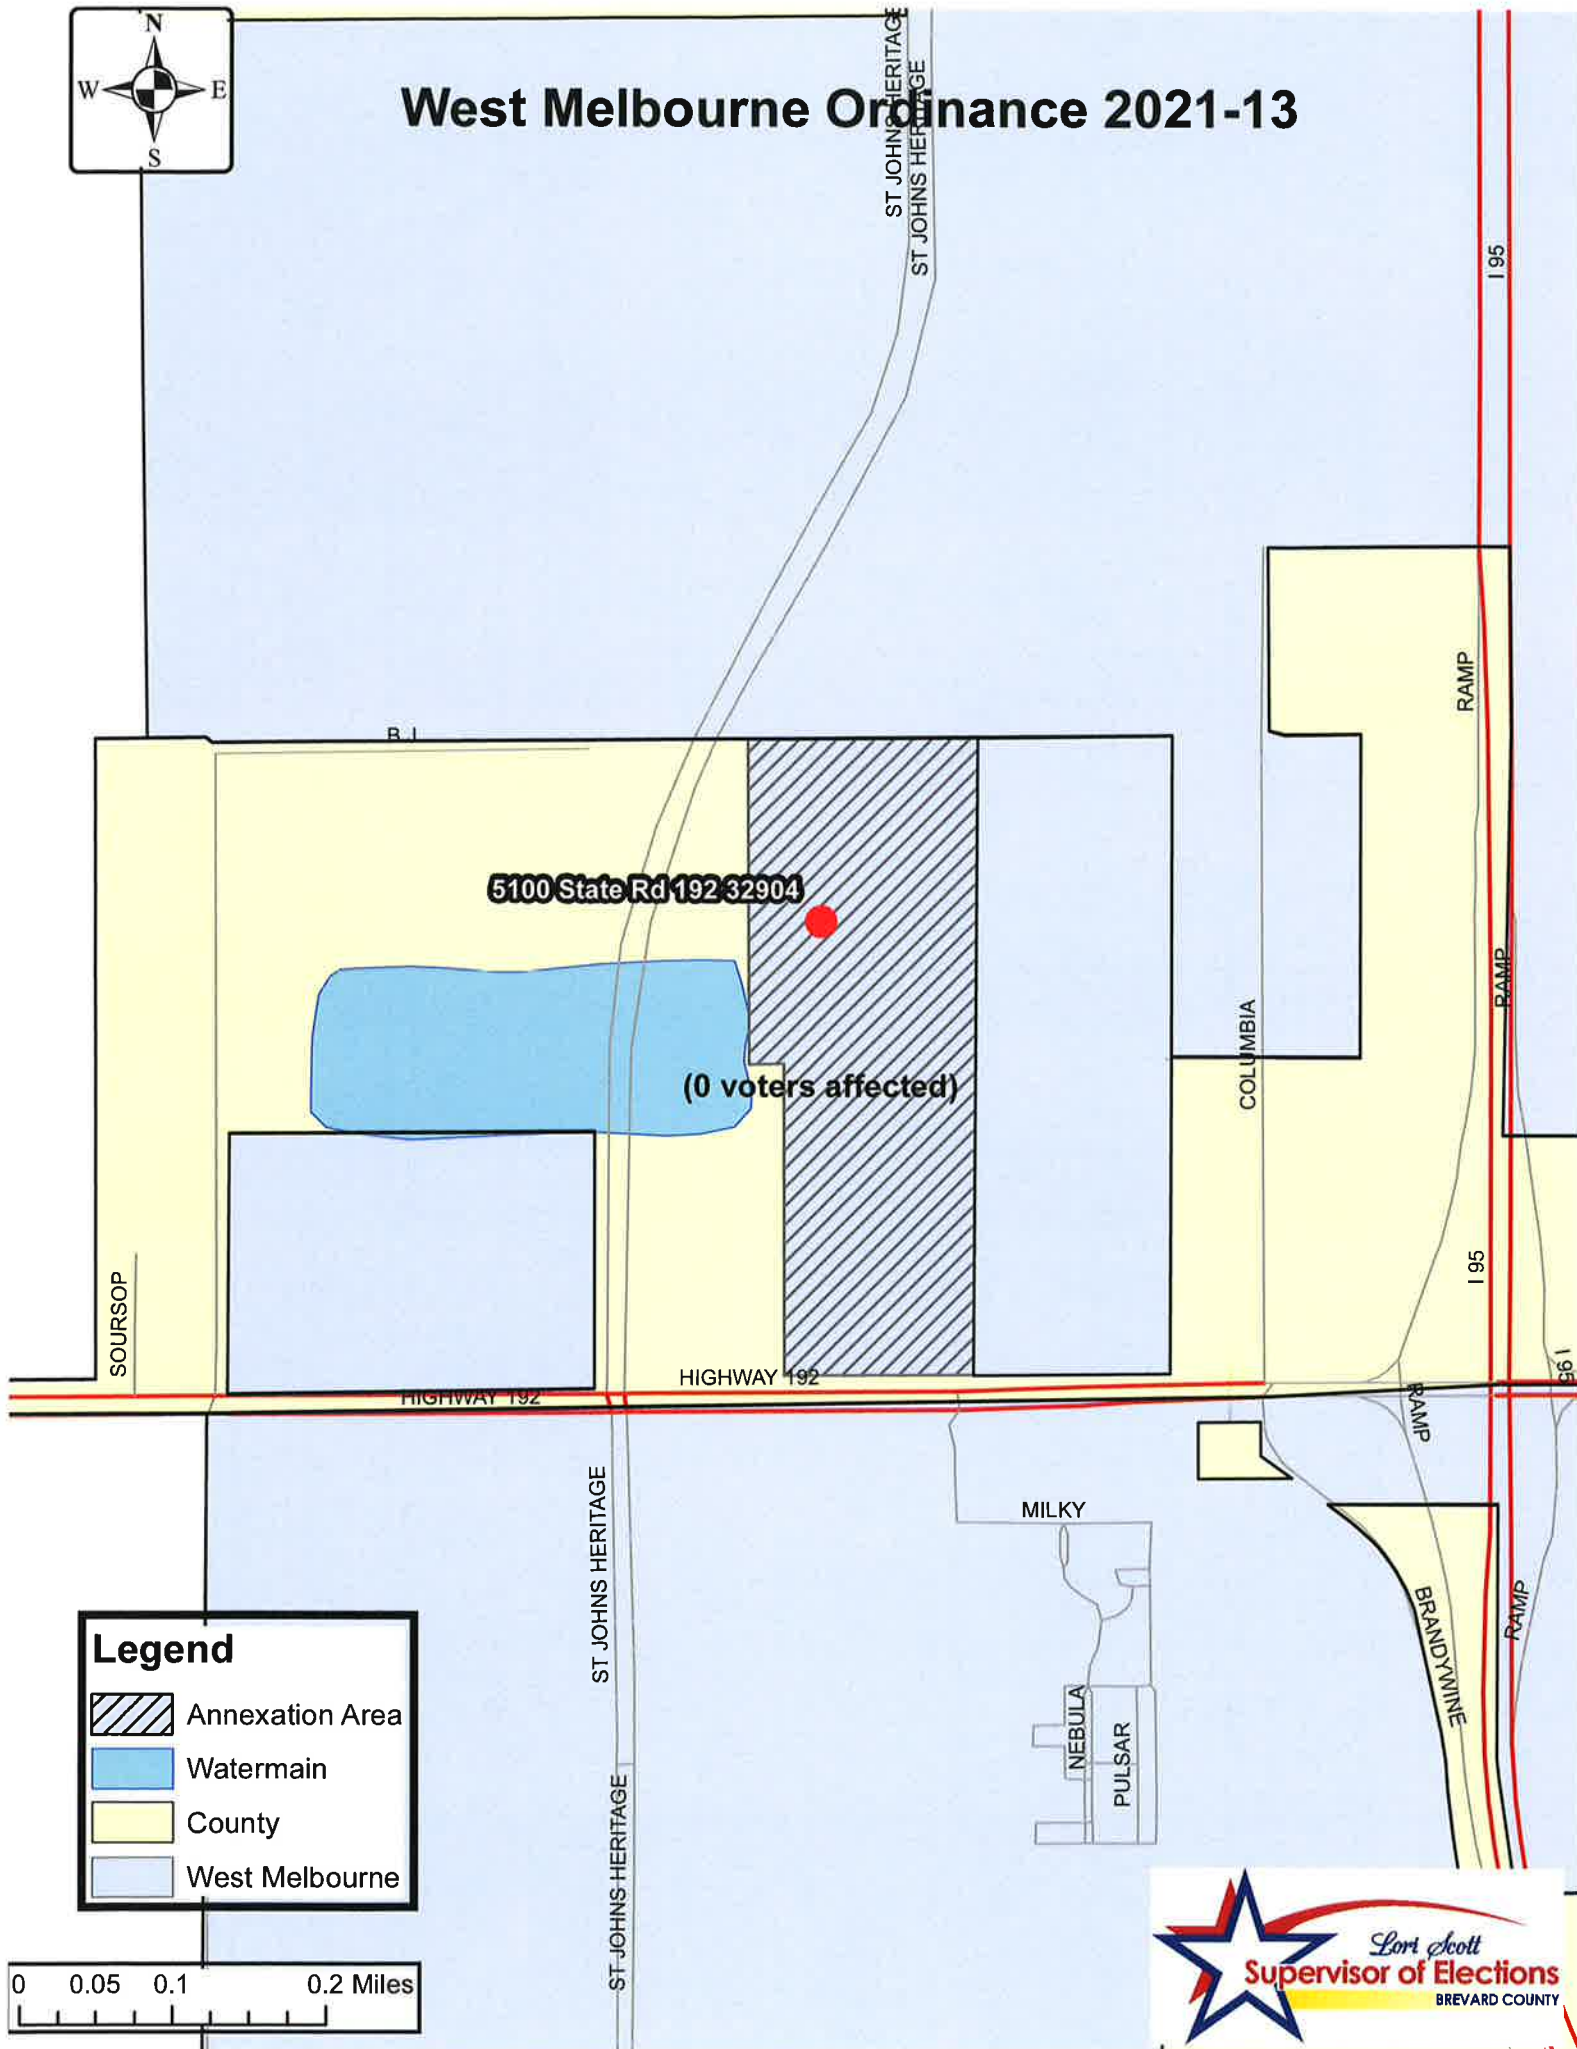 N
W E
S
West Melbourne Ordinance 2021-13
ST JOHNS HERITAGE
ST JOHNS HERITAGE
I 95
RAMP
B J
5100 State Rd 192 32904
RAMP
COLUMBIA
(0 voters affected)
SOURSOP
I 95
I 95
HIGHWAY 192
HIGHWAY 192
RAMP
ST JOHNS HERITAGE
MILKY
BRANDYWINE
RAMP
NEBULA
PULSAR
ST JOHNS HERITAGE
Legend
Annexation Area
Watermain
County
West Melbourne
0 0.05 0.1 0.2 Miles
Lori Scott
Supervisor of Elections
BREVARD COUNTY